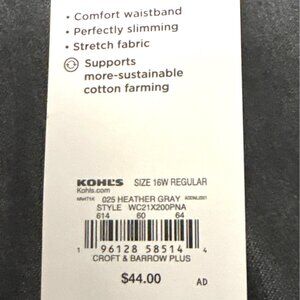 • Comfort waistband
• Perfectly slimming
• Stretch fabric
Supports
more-sustainable
cotton farming
KOHL'S SIZE 16W REGULAR
Kohls.com
025 HEATHER GRAY
STYLE WC21X200PNA
614 60 64
1 96128 58514 4
CROFT & BARROW PLUS
$44.00 AD